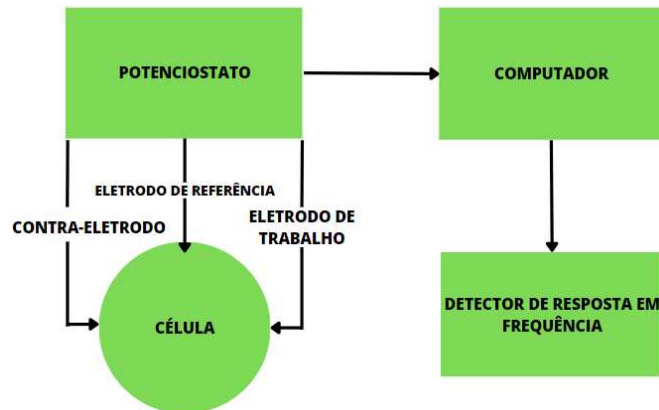 POTENCIOSTATO
COMPUTADOR
ELETRODO DE REFERÊNCIA
CONTRA-ELETRODO
ELETRODO DE
TRABALHO
CÉLULA
DETECTOR DE RESPOSTA EM
FREQUÊNCIA